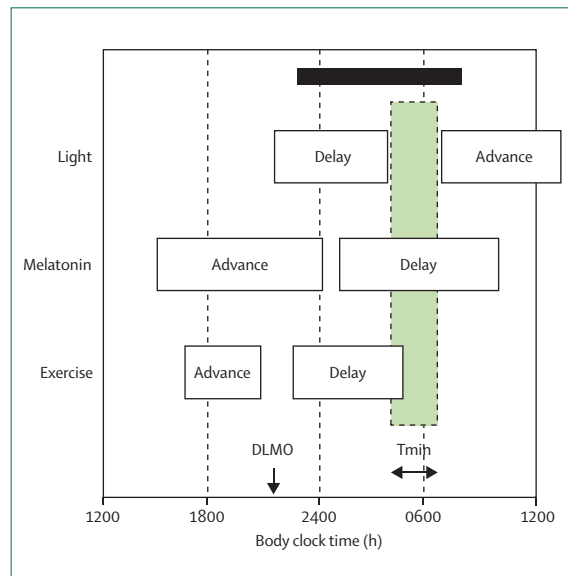 Light
Delay
Advance
Melatonin
Advance
Delay
Exercise
Advance
Delay
DLMO
Tmin
1200
1800
2400
0600
1200
Body clock time (h)